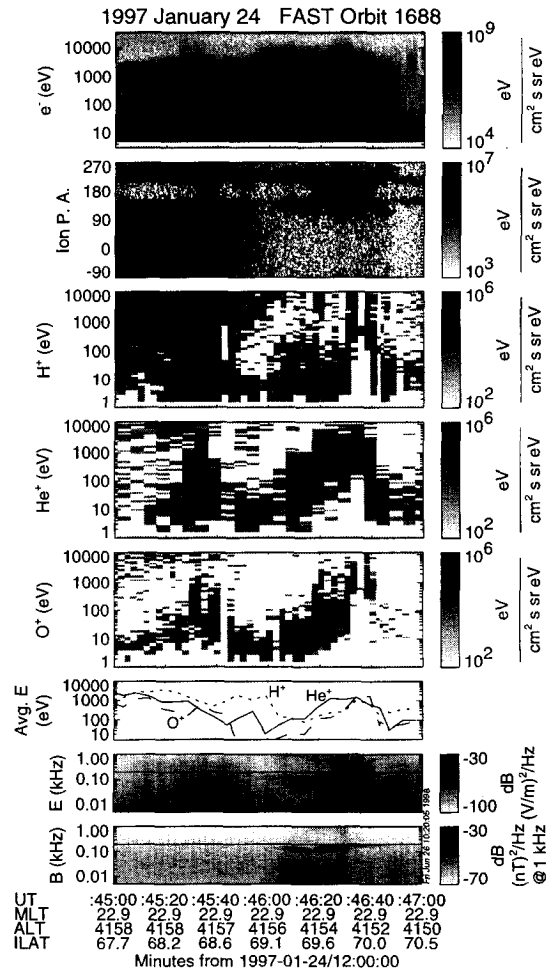 1997 January 24 FAST Orbit 1688
e⁻ (eV)
10000
1000
100
10
10⁹
10⁴
eV
cm² s sr eV
Ion P. A.
270
180
90
0
-90
10⁷
10³
eV
cm² s sr eV
H⁺ (eV)
10000
1000
100
10
1
10⁶
10²
eV
cm² s sr eV
He⁺ (eV)
10000
1000
100
10
1
10⁶
10²
eV
cm² s sr eV
O⁺ (eV)
10000
1000
100
10
1
10⁶
10²
eV
cm² s sr eV
Avg. E (eV)
10000
1000
100
10
H⁺
He⁺
O⁺
E (kHz)
1.00
0.10
0.01
-30
-100
dB
(V/m)²/Hz
B (kHz)
1.00
0.10
0.01
-30
-70
dB
(nT)²/Hz
@ 1 kHz
Fri Jun 26 10:20:06 1998
UT :45:00 :45:20 :45:40 :46:00 :46:20 :46:40 :47:00
MLT 22.9 22.9 22.9 22.9 22.9 22.9 22.9
ALT 4158 4158 4157 4156 4154 4152 4150
ILAT 67.7 68.2 68.6 69.1 69.6 70.0 70.5
Minutes from 1997-01-24/12:00:00